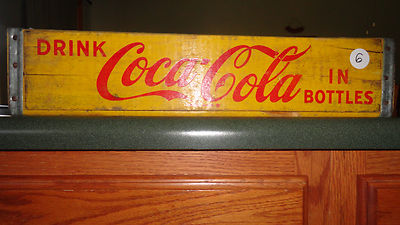 DRINK
Coca-Cola
IN
BOTTLES
6